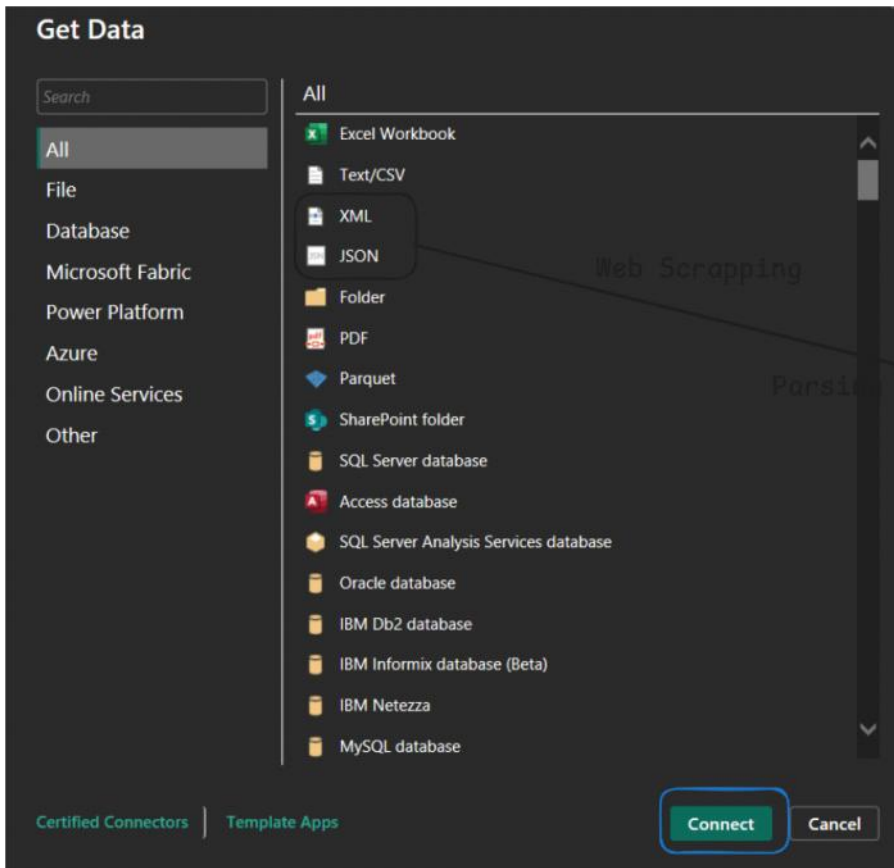 Get Data
Search
All
File
Database
Microsoft Fabric
Power Platform
Azure
Online Services
Other
All
Excel Workbook
Text/CSV
XML
JSON
Folder
PDF
Parquet
SharePoint folder
SQL Server database
Access database
SQL Server Analysis Services database
Oracle database
IBM Db2 database
IBM Informix database (Beta)
IBM Netezza
MySQL database
Web Scrapping
Certified Connectors
Template Apps
Connect
Cancel